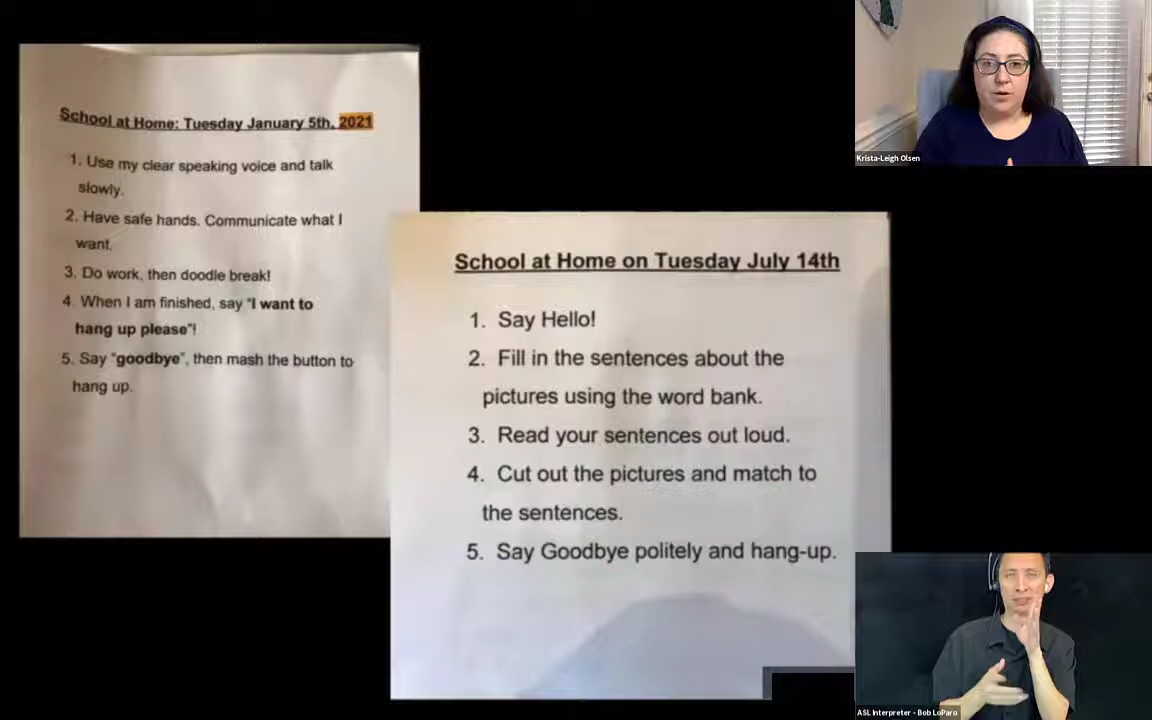 School at Home: Tuesday January 5th, 2021
1. Use my clear speaking voice and talk
slowly.
2. Have safe hands. Communicate what I
want.
3. Do work, then doodle break!
4. When I am finished, say "I want to
hang up please"!
5. Say "goodbye", then mash the button to
hang up.
School at Home on Tuesday July 14th
1. Say Hello!
2. Fill in the sentences about the
pictures using the word bank.
3. Read your sentences out loud.
4. Cut out the pictures and match to
the sentences.
5. Say Goodbye politely and hang-up.
Krista-Leigh Olsen
ASL Interpreter - Bob LoParo